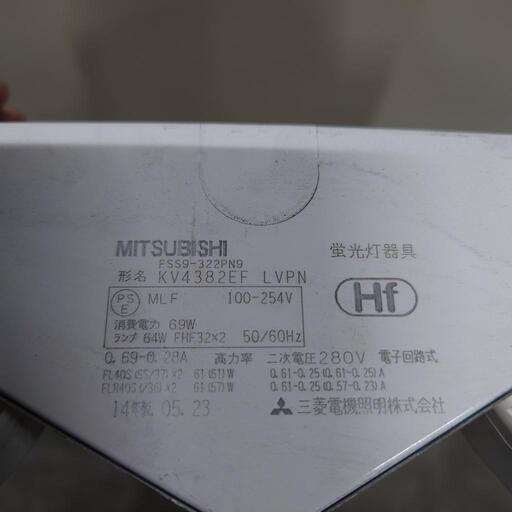 MITSUBISHI
FSS9-322PN9
形名 KV4382EF LVPN
蛍光灯器具
PS E MLF 100-254V
Hf
消費電力 69W
ランプ 64W FHF32×2 50/60Hz
0.69-0.28A 高力率 二次電圧280V 電子回路式
FL40S(SS/37)×2 61(61)W 0.61-0.25(0.61-0.25)A
FLR40S(/36)×2 61(57)W 0.61-0.25(0.57-0.23)A
14年製 05.23 三菱電機照明株式会社